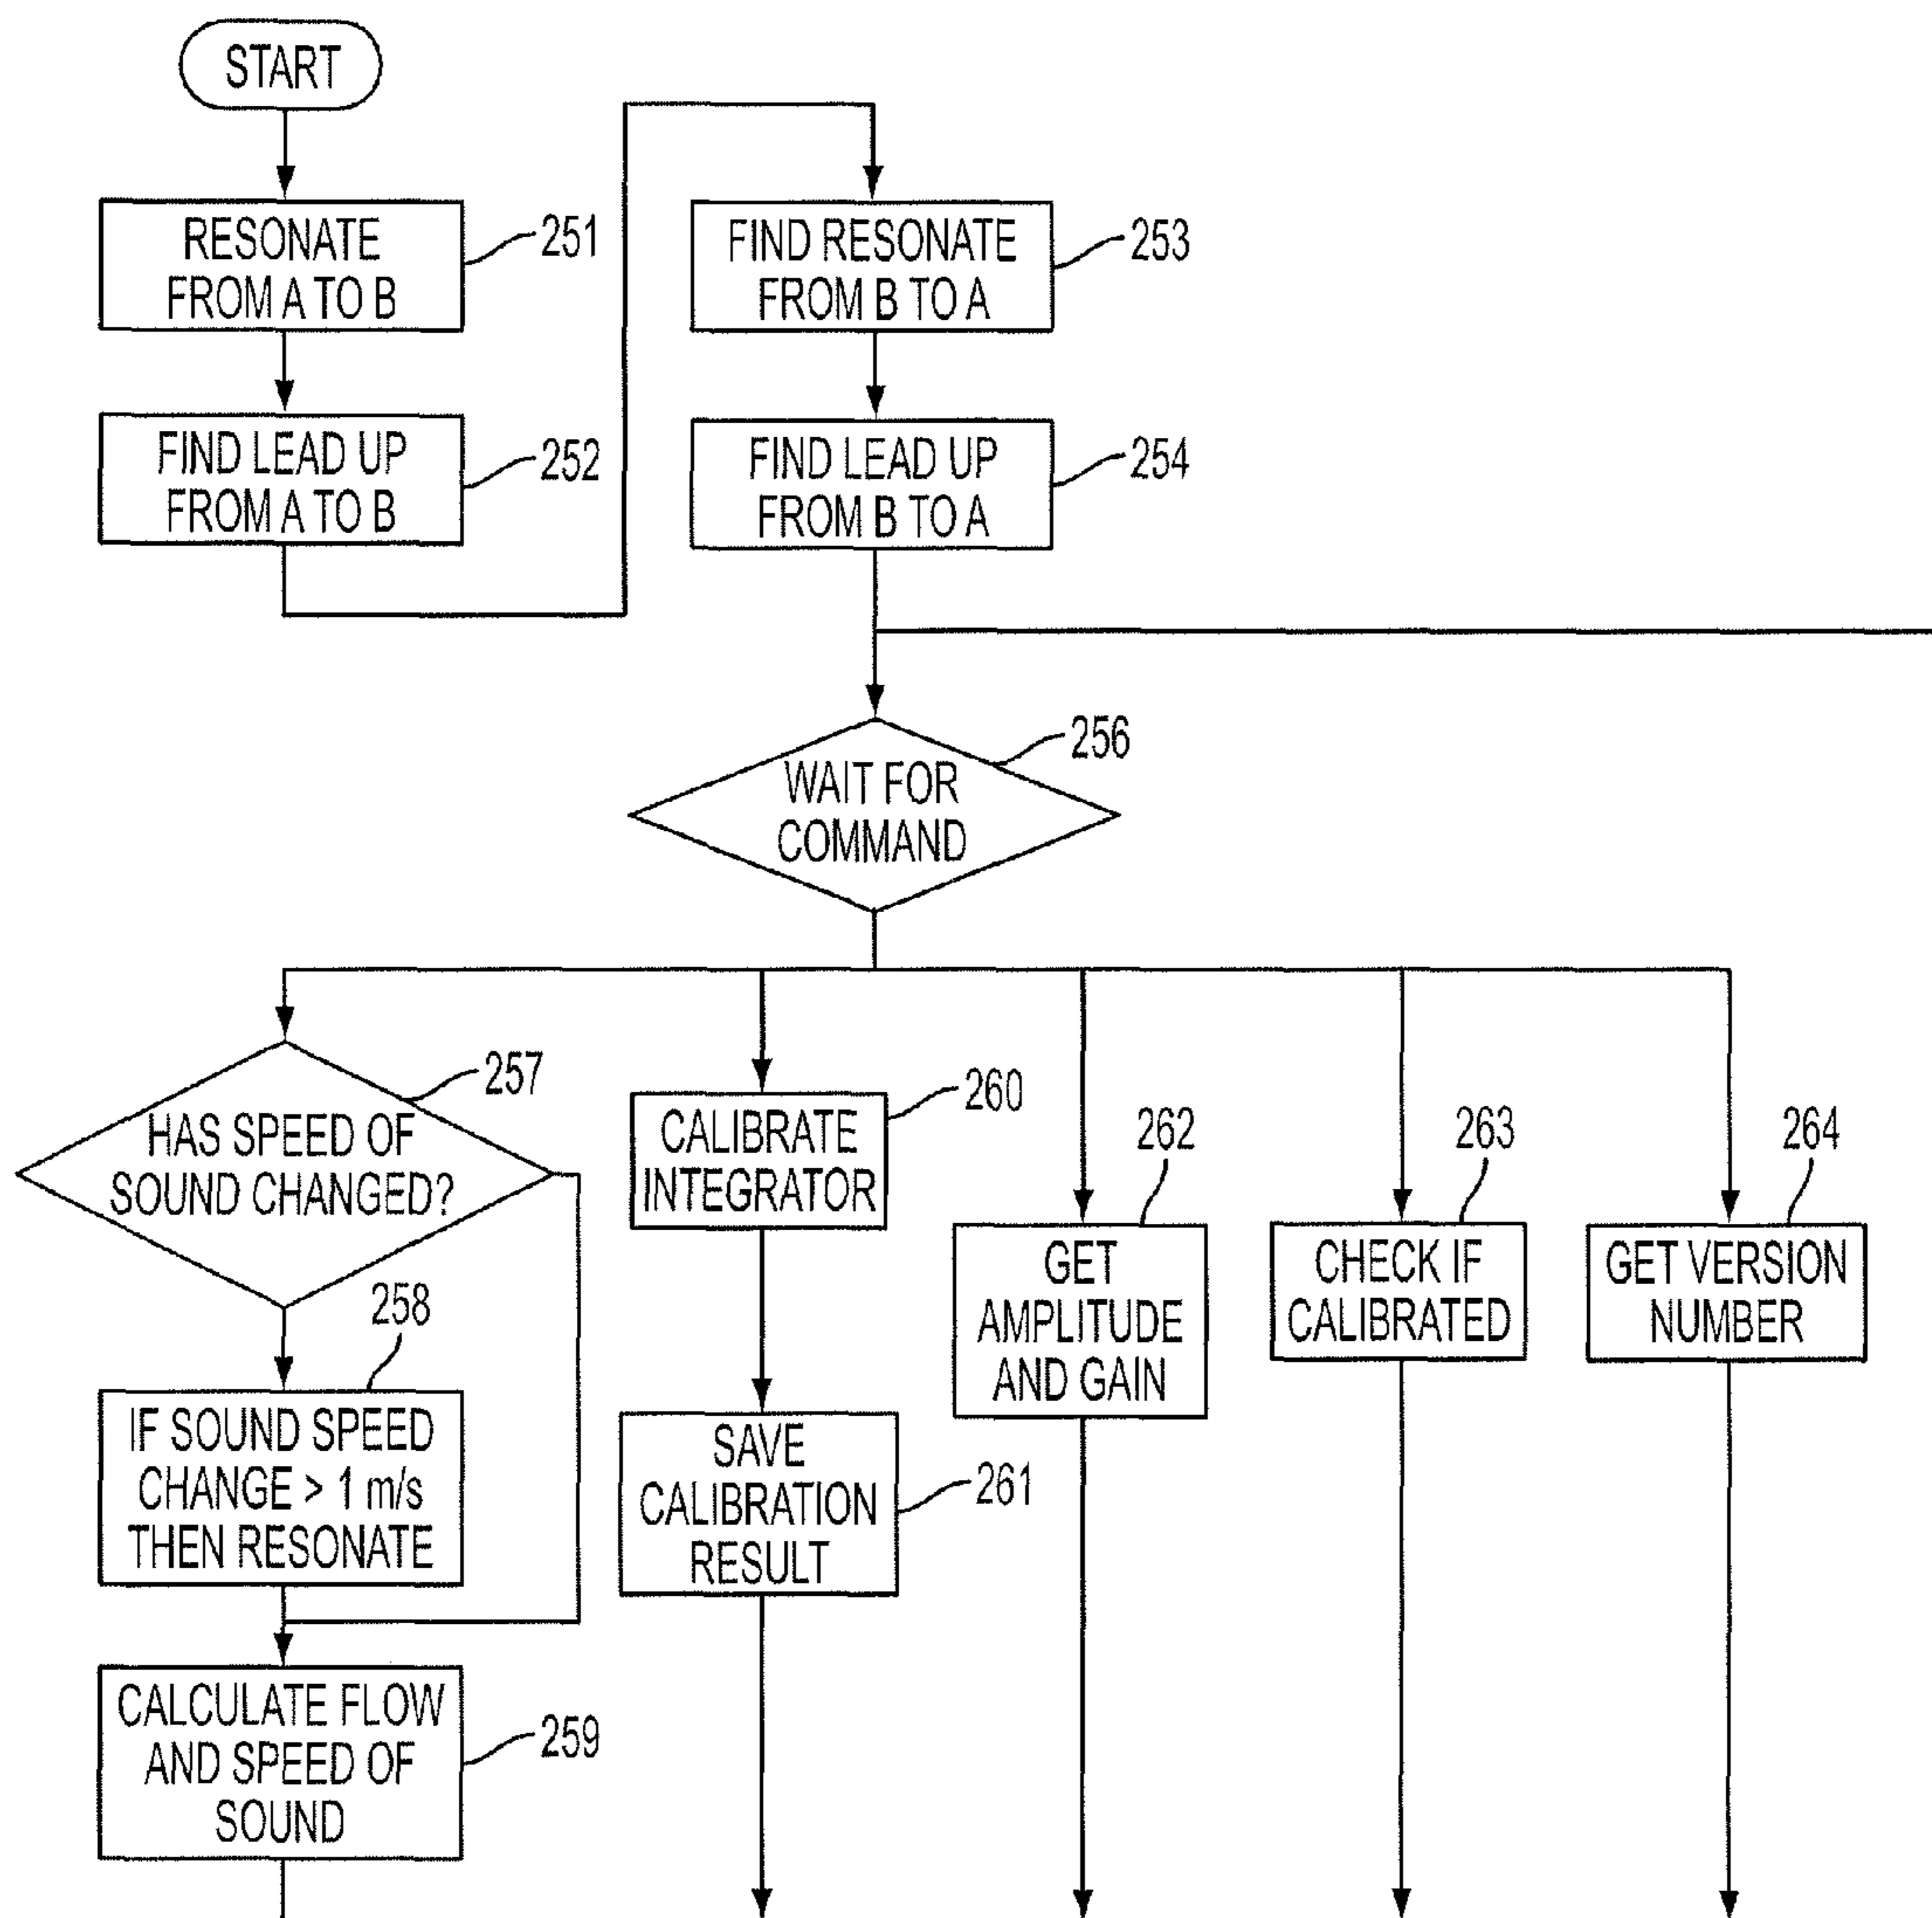 START
RESONATE
FROM A TO B
251
FIND LEAD UP
FROM A TO B
252
FIND RESONATE
FROM B TO A
253
FIND LEAD UP
FROM B TO A
254
WAIT FOR
COMMAND
256
HAS SPEED OF
SOUND CHANGED?
257
IF SOUND SPEED
CHANGE > 1 m/s
THEN RESONATE
258
CALCULATE FLOW
AND SPEED OF
SOUND
259
CALIBRATE
INTEGRATOR
260
SAVE
CALIBRATION
RESULT
261
GET
AMPLITUDE
AND GAIN
262
CHECK IF
CALIBRATED
263
GET VERSION
NUMBER
264